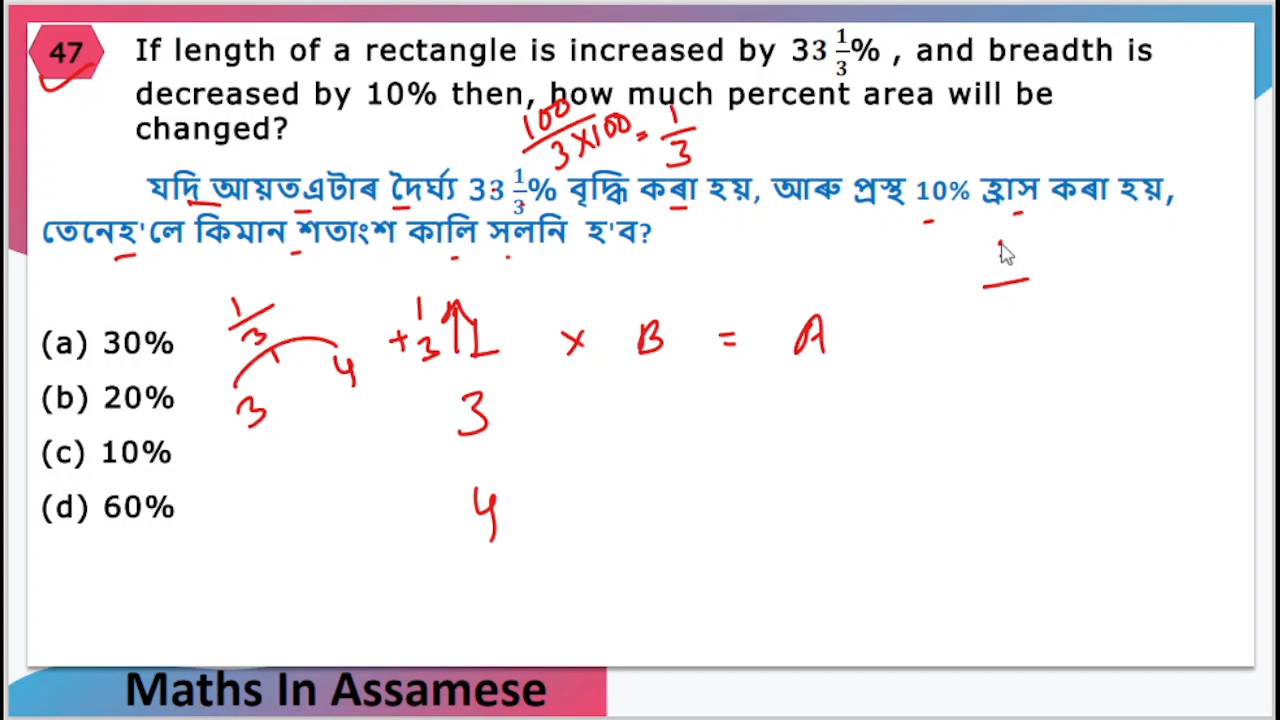 47
If length of a rectangle is increased by 33 1/3% , and breadth is
decreased by 10% then, how much percent area will be
changed?
100/3×100 = 1/3
যদি আয়তএটাৰ দৈৰ্ঘ্য 33 1/3% বৃদ্ধি কৰা হয়, আৰু প্ৰস্থ 10% হ্ৰাস কৰা হয়,
তেনেহ'লে কিমান শতাংশ কালি সলনি হ'ব?
1/3 + 1/3 ↑ L × B = A
(a) 30%
4
(b) 20%
3 3
(c) 10%
(d) 60%
4
Maths In Assamese